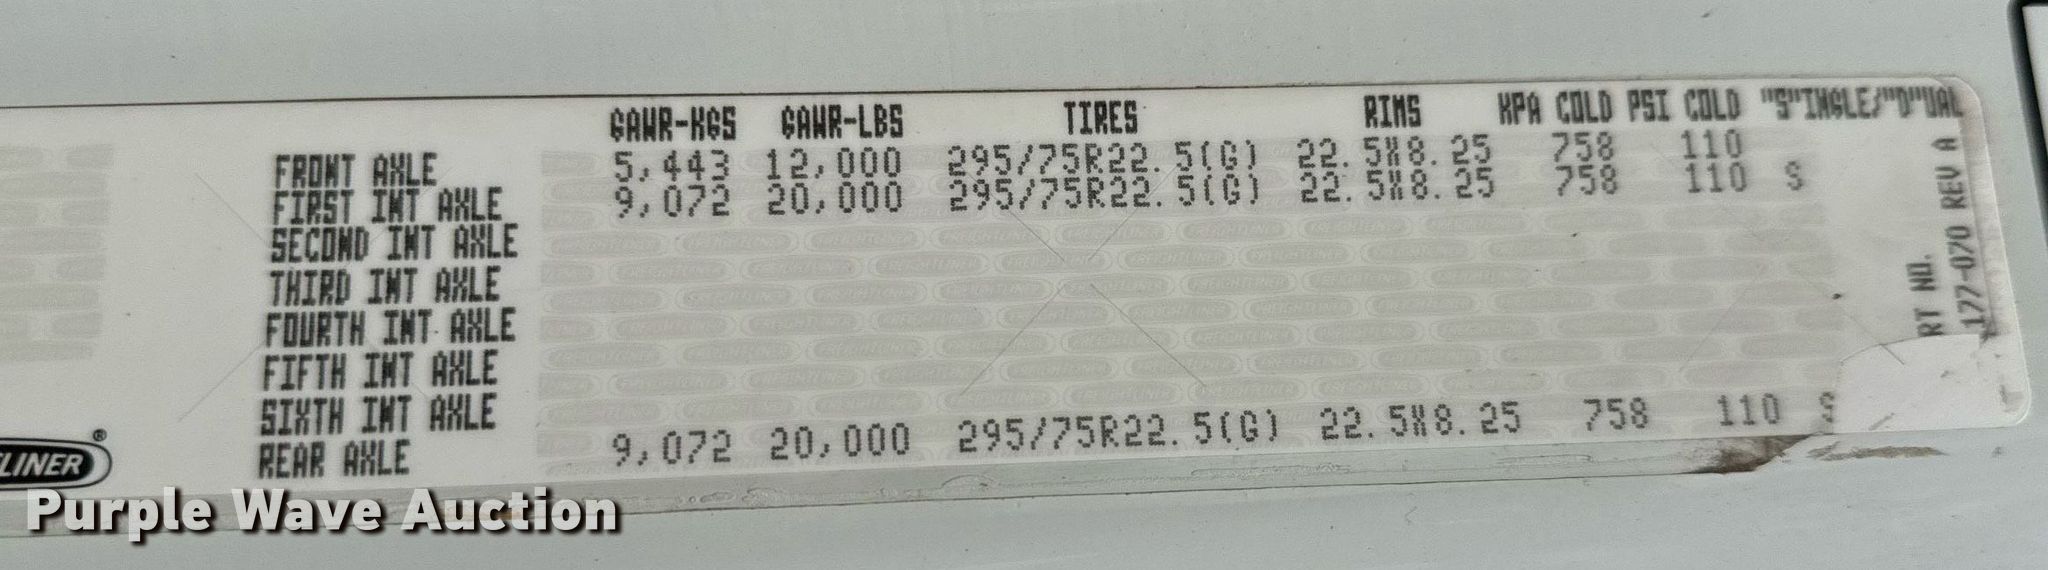 GAWR-KGS GAWR-LBS TIRES RIMS KPA COLD PSI COLD "S"INGLE/"D"UAL
FRONT AXLE 5,443 12,000 295/75R22.5(G) 22.5X8.25 758 110
FIRST INT AXLE 9,072 20,000 295/75R22.5(G) 22.5X8.25 758 110 S
SECOND INT AXLE
THIRD INT AXLE
FOURTH INT AXLE
FIFTH INT AXLE
SIXTH INT AXLE
REAR AXLE 9,072 20,000 295/75R22.5(G) 22.5X8.25 758 110 S
RT NO.
177-070 REV A
LINER®
Purple Wave Auction